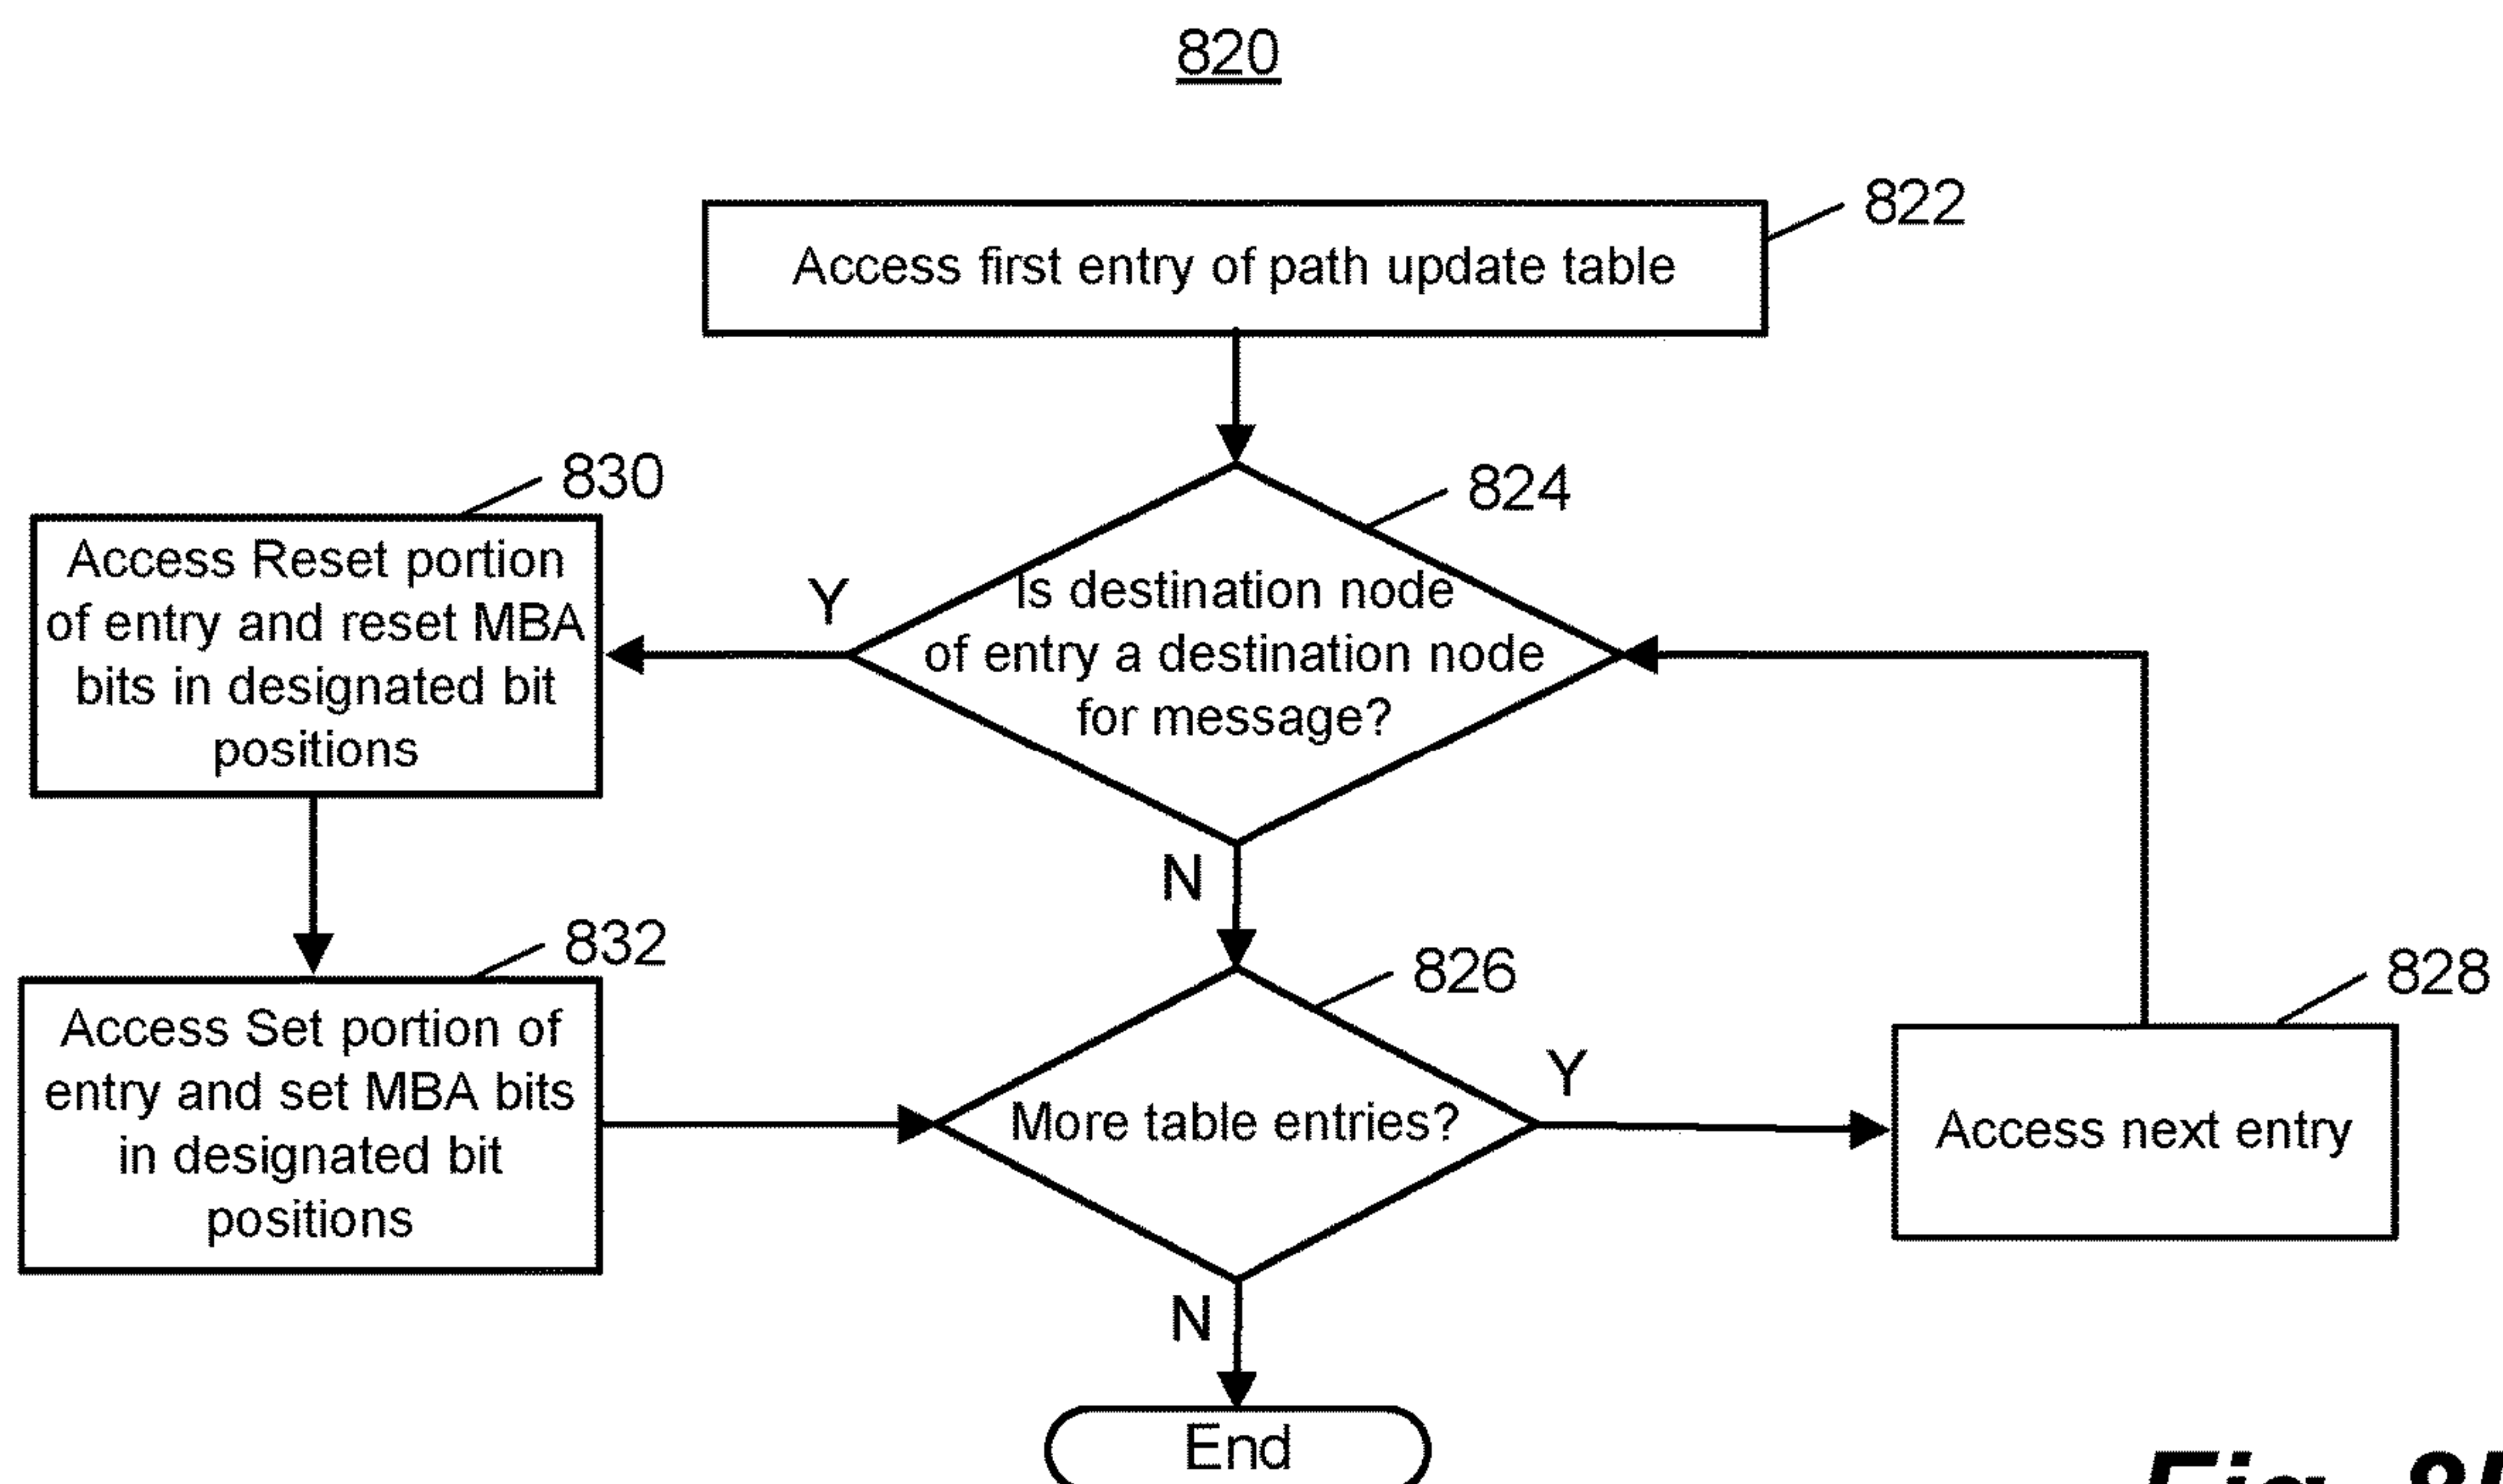 820
822
Access first entry of path update table
830
824
Access Reset portion
of entry and reset MBA
bits in designated bit
positions
Y
Is destination node
of entry a destination node
for message?
N
832
826
828
Access Set portion of
entry and set MBA bits
in designated bit
positions
More table entries?
Y
Access next entry
N
End